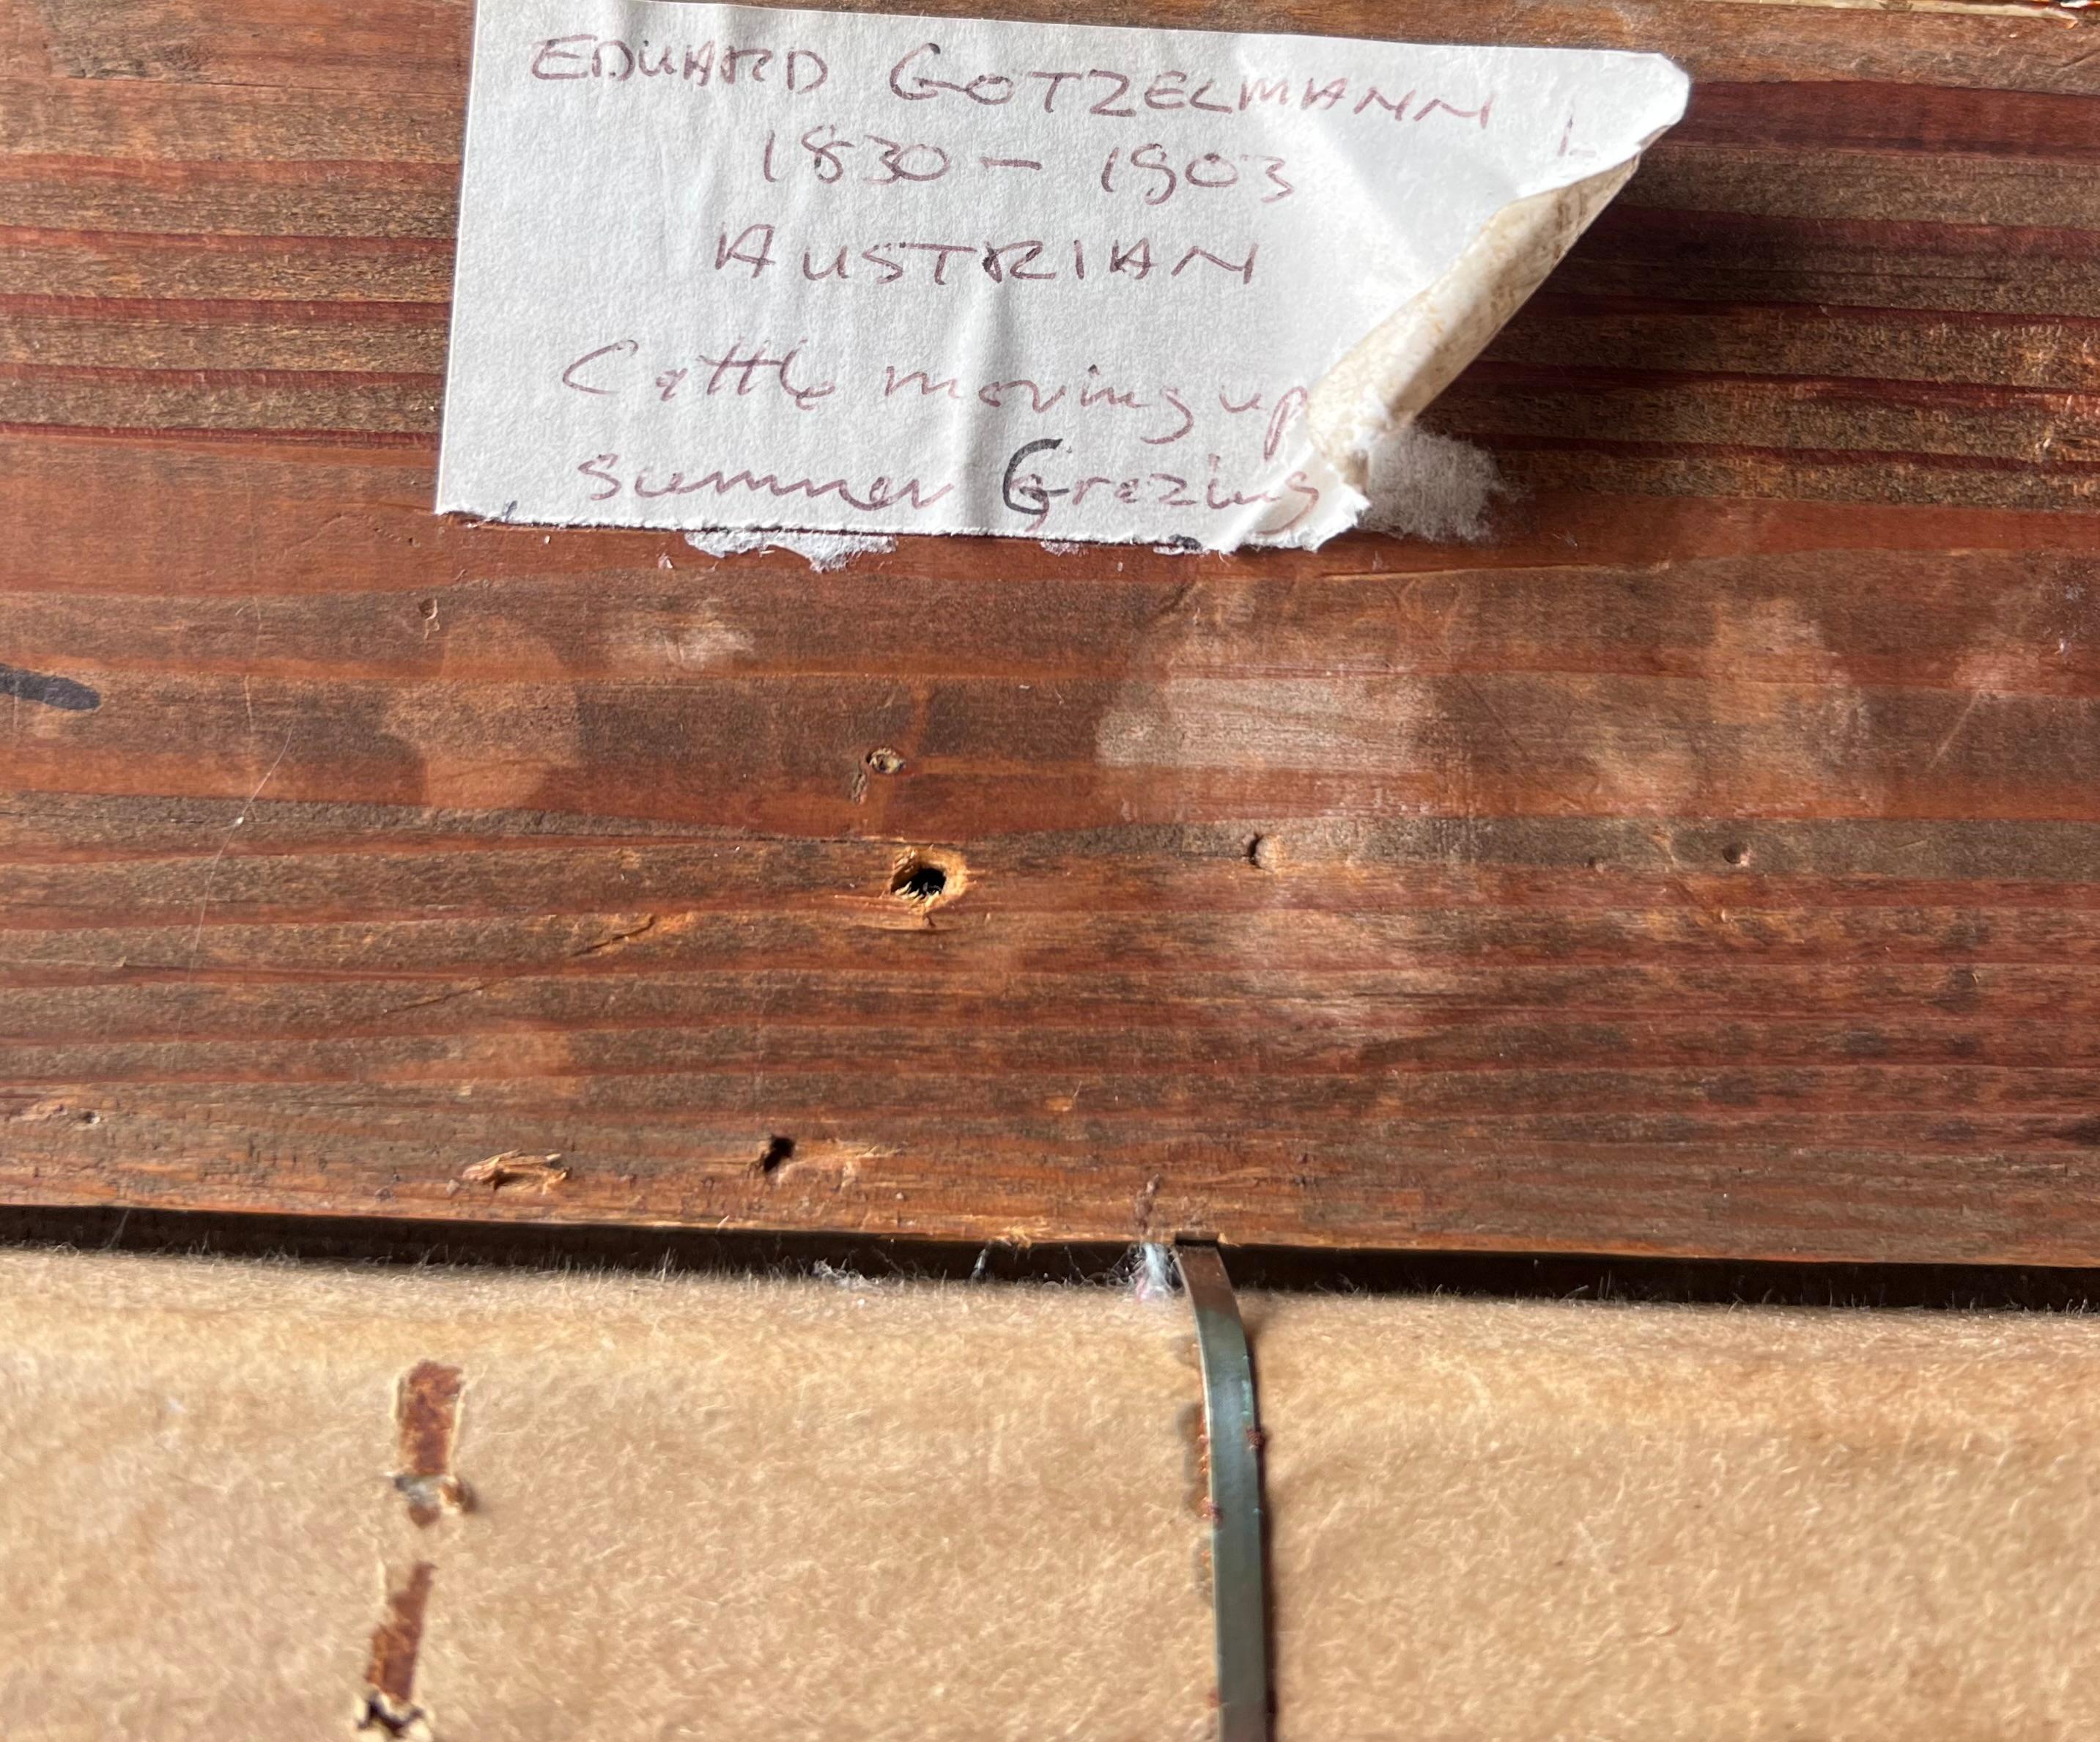 EDUARD GOTZELMANN
1830 - 1903
AUSTRIAN
Cattle moving up
summer Grazing